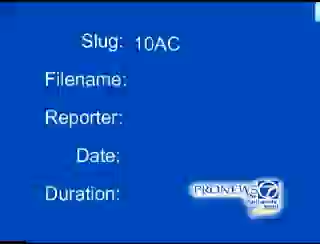 Slug: 10AC
Filename:
Reporter:
Date:
Duration:
PRONEWS 7